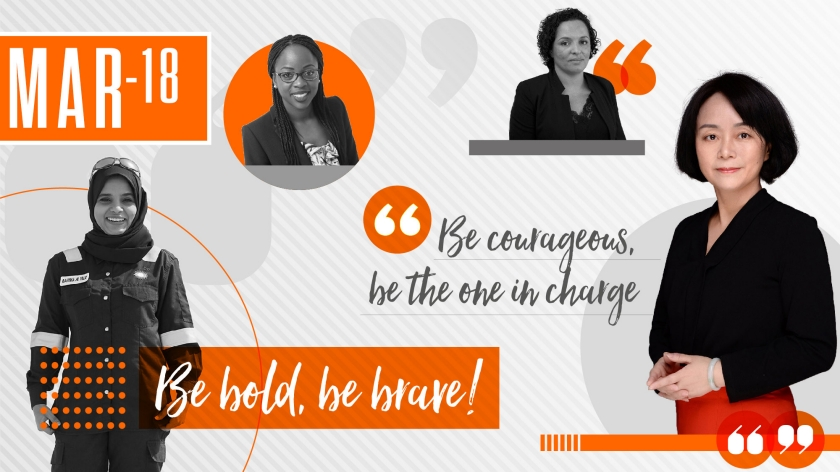 MAR-18
Be courageous,
be the one in charge
Be bold, be brave!